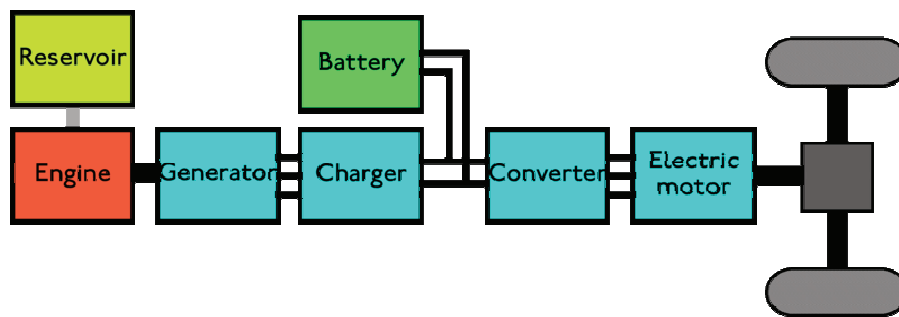 Reservoir
Battery
Engine
Generator
Charger
Converter
Electric
motor